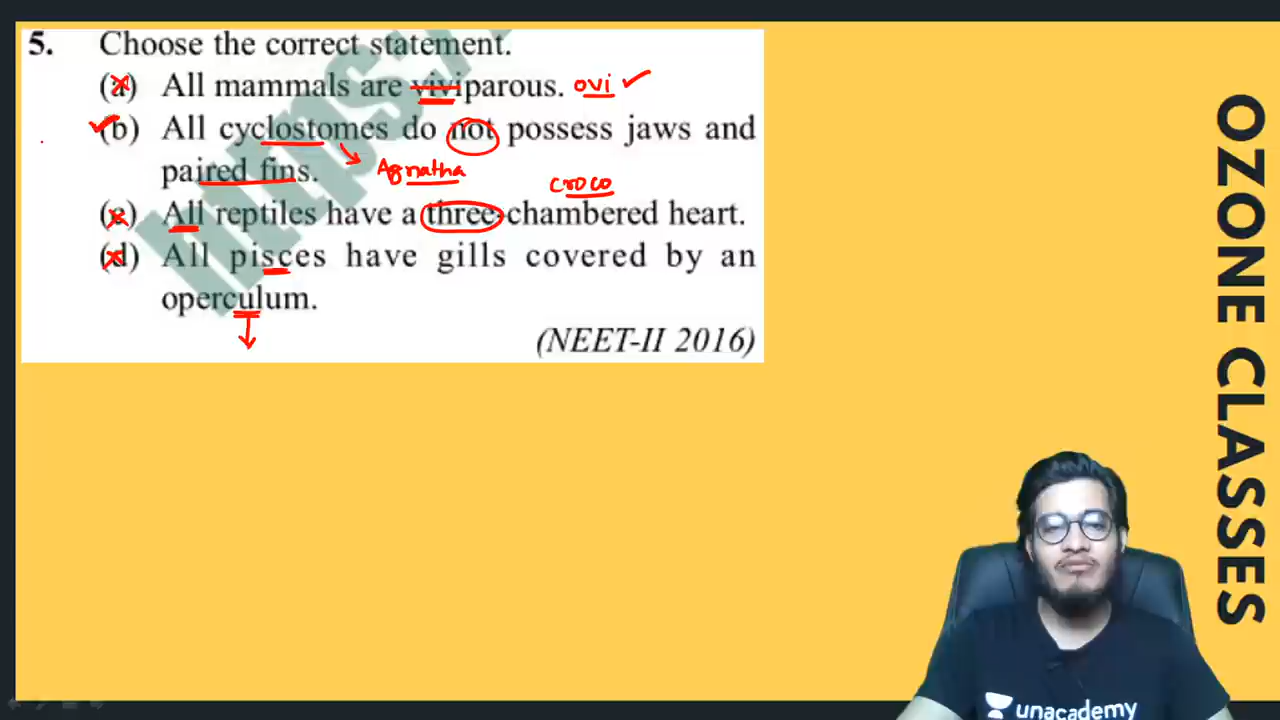 5. Choose the correct statement.
(a) All mammals are viviparous. ovi
(b) All cyclostomes do not possess jaws and
paired fins. Agnatha
croco
(c) All reptiles have a three-chambered heart.
(d) All pisces have gills covered by an
operculum.
(NEET-II 2016)
OZONE CLASSES
unacademy